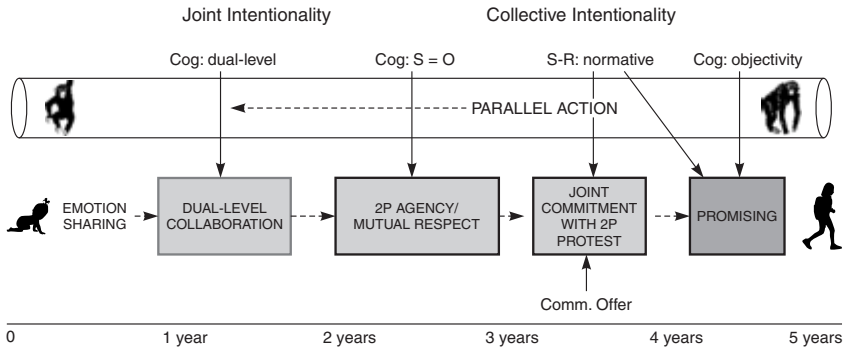 Joint Intentionality
Collective Intentionality
Cog: dual-level
Cog: S = O
S-R: normative
Cog: objectivity
PARALLEL ACTION
EMOTION
SHARING
DUAL-LEVEL
COLLABORATION
2P AGENCY/
MUTUAL RESPECT
JOINT
COMMITMENT
WITH 2P
PROTEST
PROMISING
Comm. Offer
0
1 year
2 years
3 years
4 years
5 years